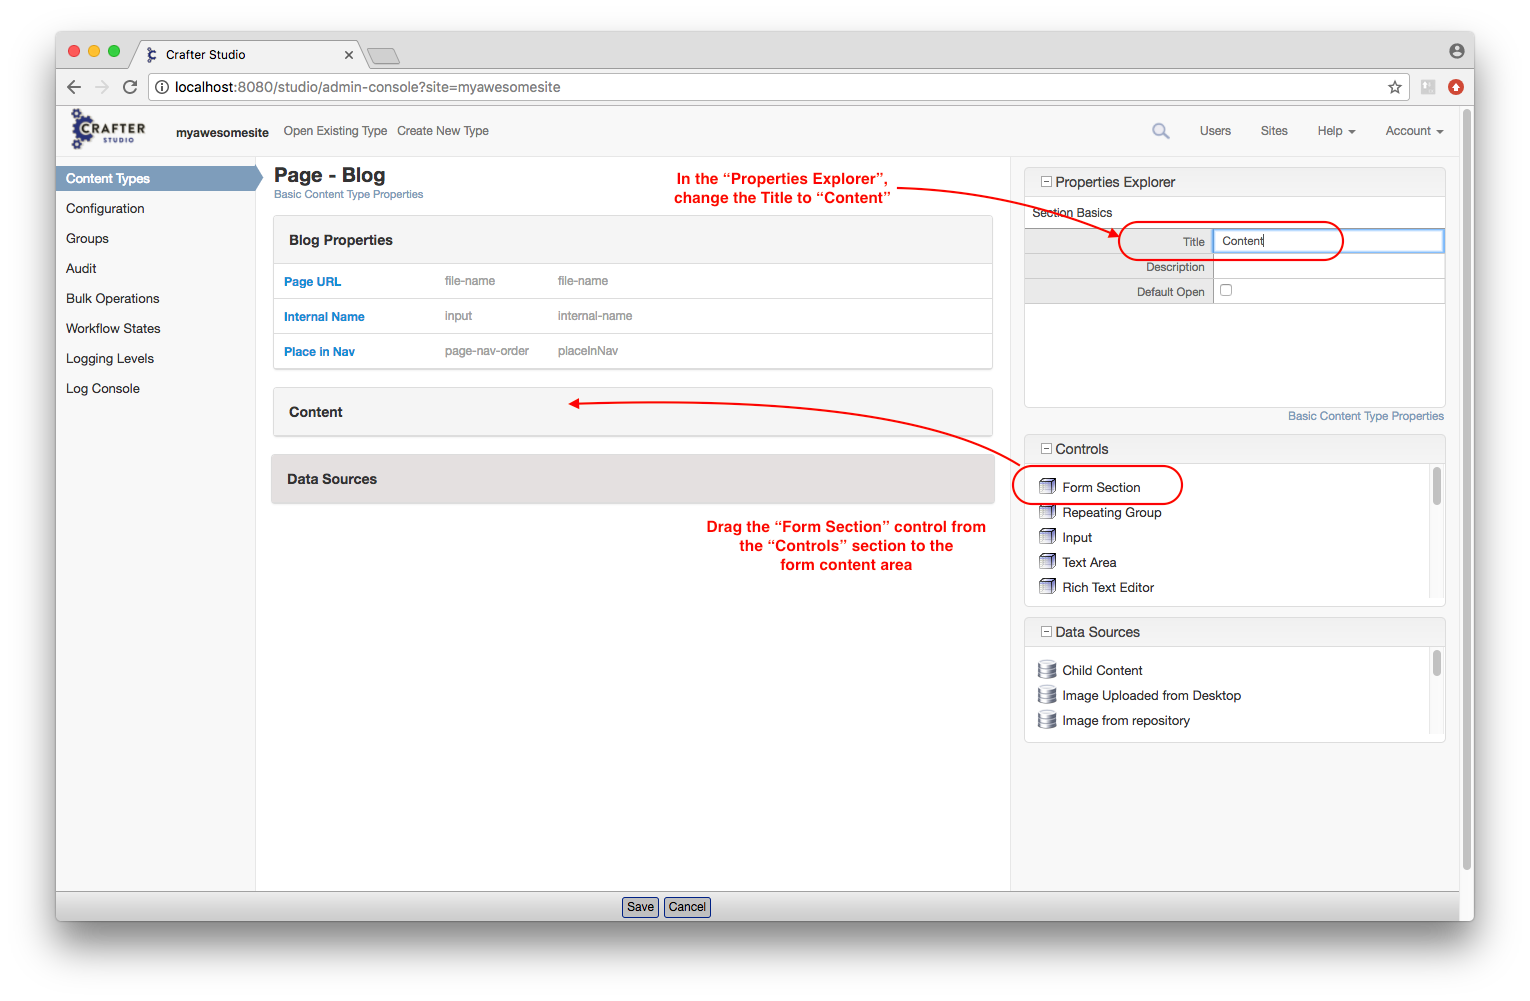 Crafter Studio
localhost:8080/studio/admin-console?site=myawesomesite
CRAFTER
STUDIO
myawesomesite Open Existing Type Create New Type
Users Sites Help Account
Content Types
Configuration
Groups
Audit
Bulk Operations
Workflow States
Logging Levels
Log Console
Page - Blog
Basic Content Type Properties
Blog Properties
Page URL file-name file-name
Internal Name input internal-name
Place in Nav page-nav-order placeInNav
Content
Data Sources
In the “Properties Explorer”,
change the Title to “Content”
Drag the “Form Section” control from
the “Controls” section to the
form content area
Properties Explorer
Section Basics
Title Content
Description
Default Open
Basic Content Type Properties
Controls
Form Section
Repeating Group
Input
Text Area
Rich Text Editor
Data Sources
Child Content
Image Uploaded from Desktop
Image from repository
Save Cancel